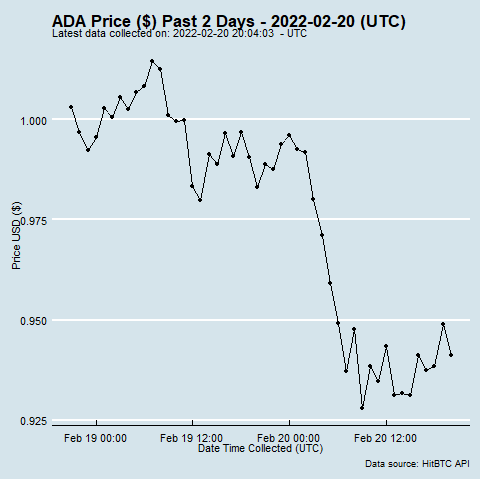 ADA Price ($) Past 2 Days - 2022-02-20 (UTC)
Latest data collected on: 2022-02-20 20:04:03  - UTC
1.000
0.975
0.950
0.925
Price USD ($)
Feb 19 00:00
Feb 19 12:00
Feb 20 00:00
Feb 20 12:00
Date Time Collected (UTC)
Data source: HitBTC API